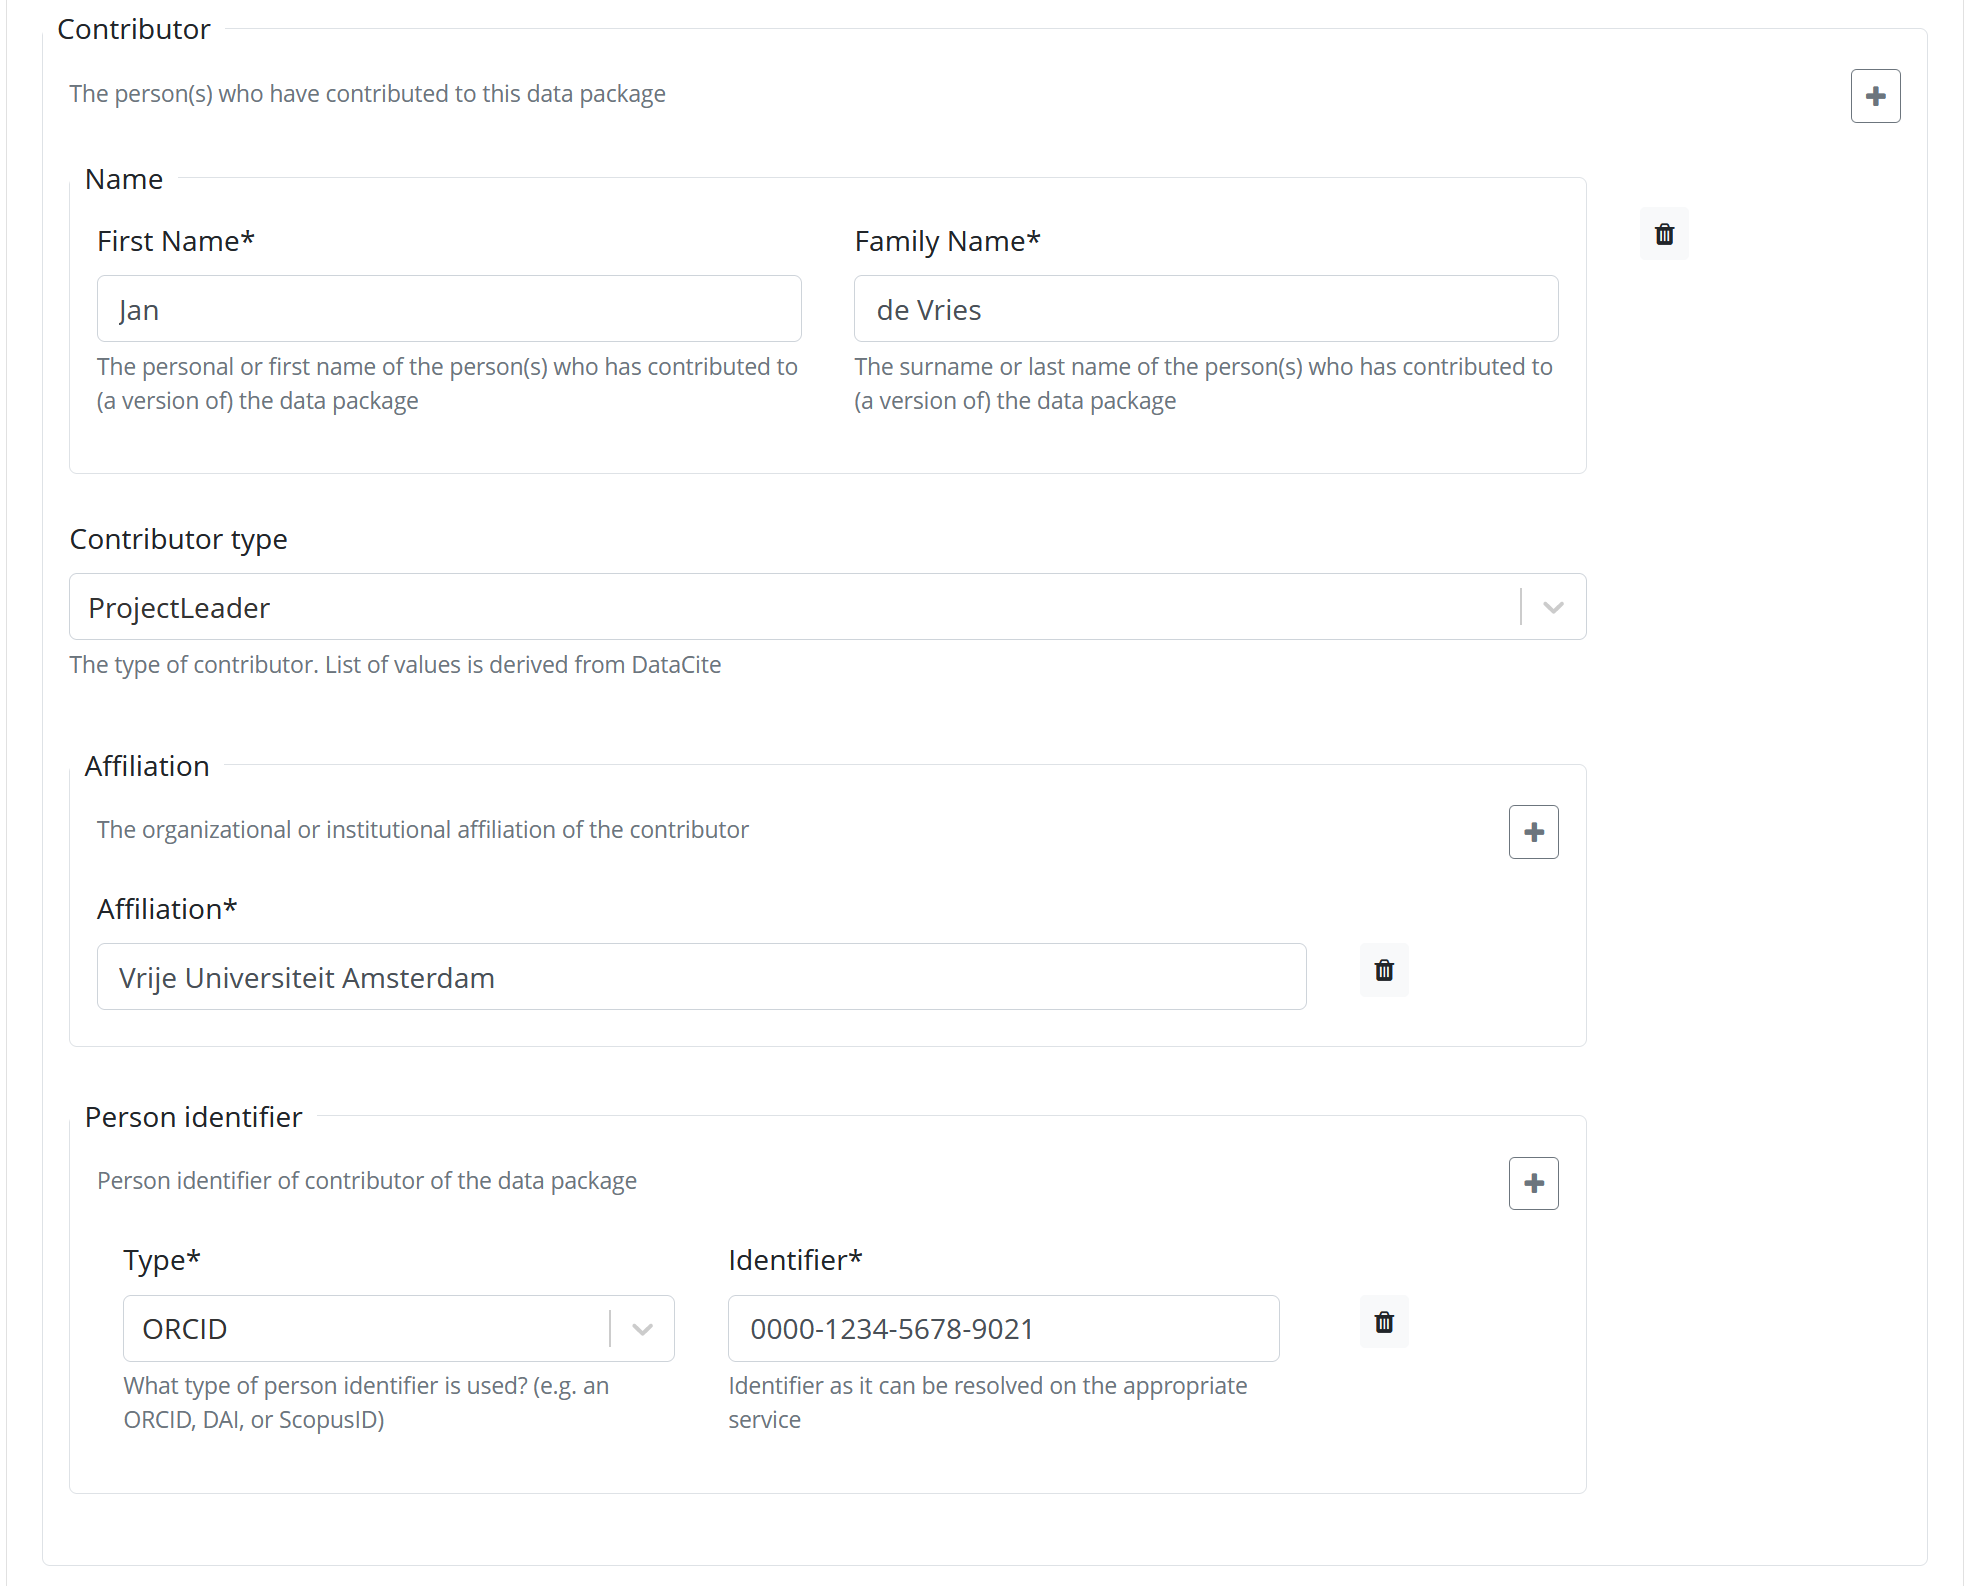 Contributor
The person(s) who have contributed to this data package
Name
First Name*
Family Name*
Jan
de Vries
The personal or first name of the person(s) who has contributed to
(a version of) the data package
The surname or last name of the person(s) who has contributed to
(a version of) the data package
Contributor type
ProjectLeader
The type of contributor. List of values is derived from DataCite
Affiliation
The organizational or institutional affiliation of the contributor
Affiliation*
Vrije Universiteit Amsterdam
Person identifier
Person identifier of contributor of the data package
Type*
Identifier*
ORCID
0000-1234-5678-9021
What type of person identifier is used? (e.g. an
ORCID, DAI, or ScopusID)
Identifier as it can be resolved on the appropriate
service